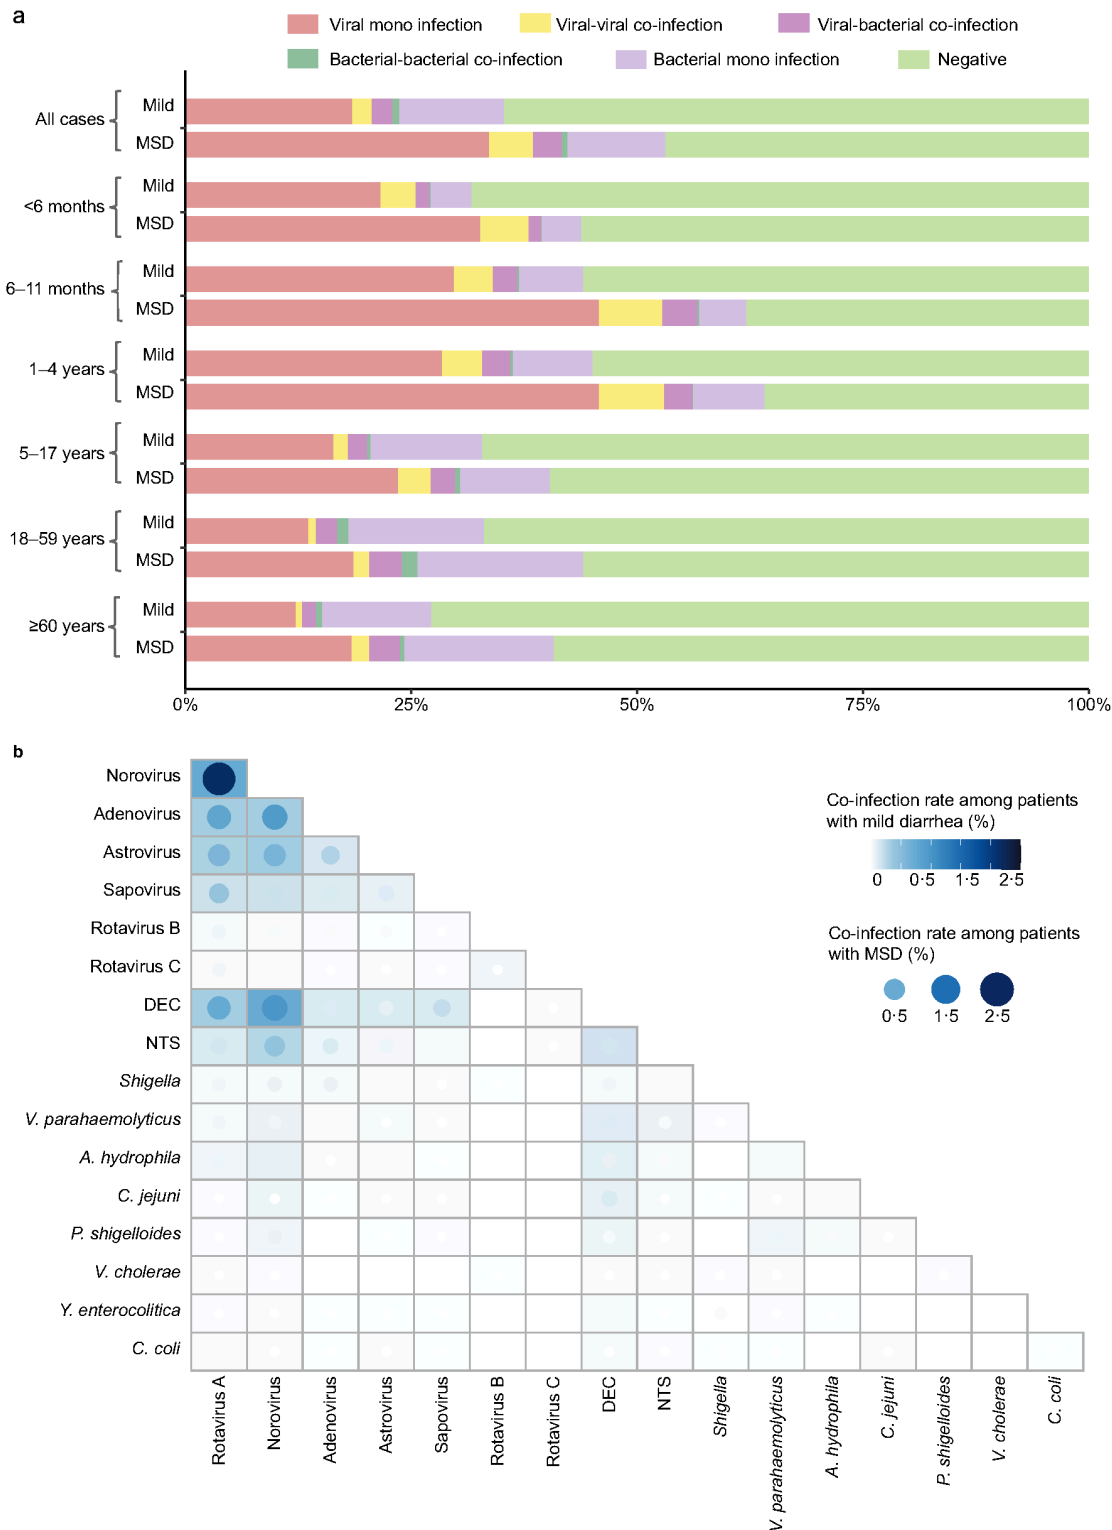 a
Viral mono infection
Viral-viral co-infection
Viral-bacterial co-infection
Bacterial-bacterial co-infection
Bacterial mono infection
Negative
All cases
Mild
MSD
<6 months
Mild
MSD
6–11 months
Mild
MSD
1–4 years
Mild
MSD
5–17 years
Mild
MSD
18–59 years
Mild
MSD
≥60 years
Mild
MSD
0%
25%
50%
75%
100%
b
Norovirus
Adenovirus
Astrovirus
Sapovirus
Rotavirus B
Rotavirus C
DEC
NTS
Shigella
V. parahaemolyticus
A. hydrophila
C. jejuni
P. shigelloides
V. cholerae
Y. enterocolitica
C. coli
Co-infection rate among patients
with mild diarrhea (%)
0
0·5
1·5
2·5
Co-infection rate among patients
with MSD (%)
0·5
1·5
2·5
Rotavirus A
Norovirus
Adenovirus
Astrovirus
Sapovirus
Rotavirus B
Rotavirus C
DEC
NTS
Shigella
V. parahaemolyticus
A. hydrophila
C. jejuni
P. shigelloides
V. cholerae
C. coli